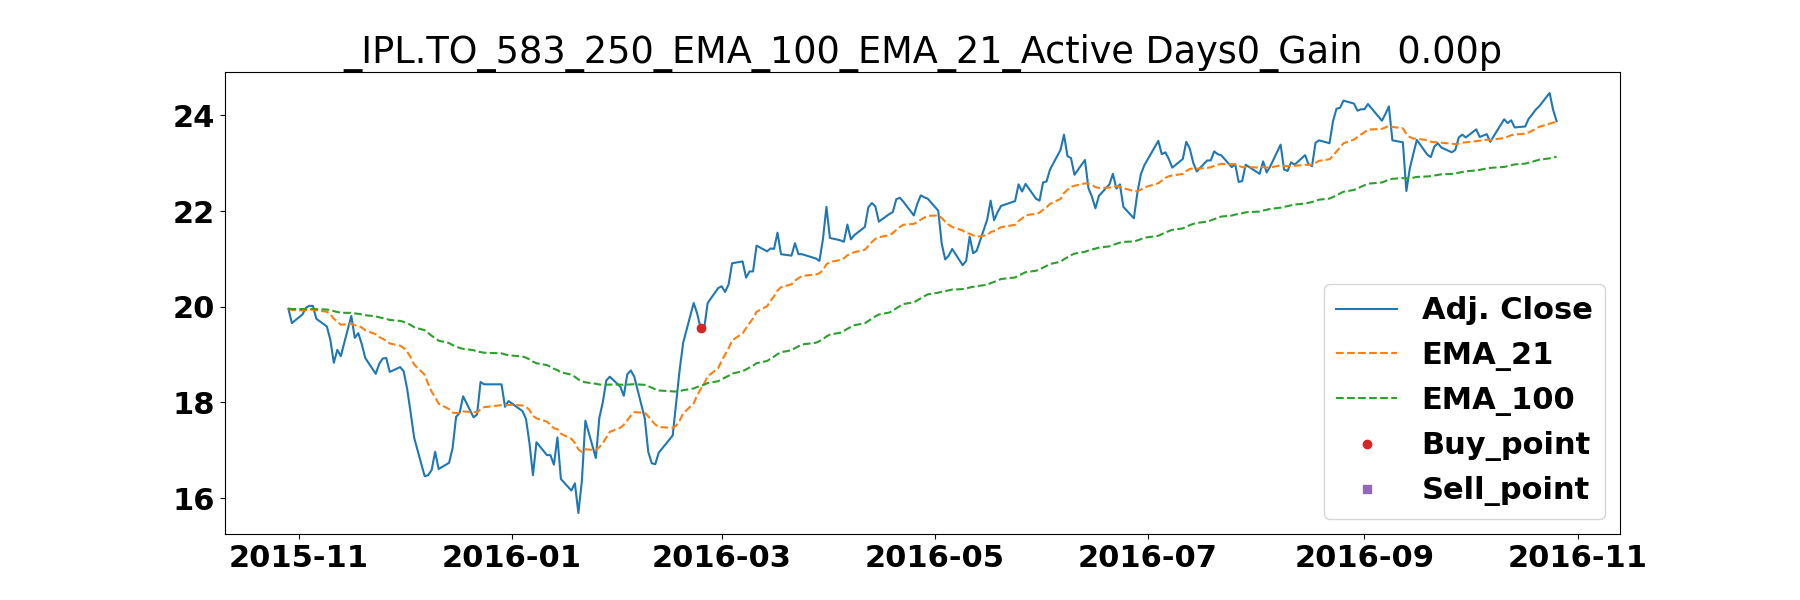 _IPL.TO_583_250_EMA_100_EMA_21_Active Days0_Gain   0.00p
24
22
20
18
16
Adj. Close
EMA_21
EMA_100
Buy_point
Sell_point
2015-11 2016-01 2016-03 2016-05 2016-07 2016-09 2016-11